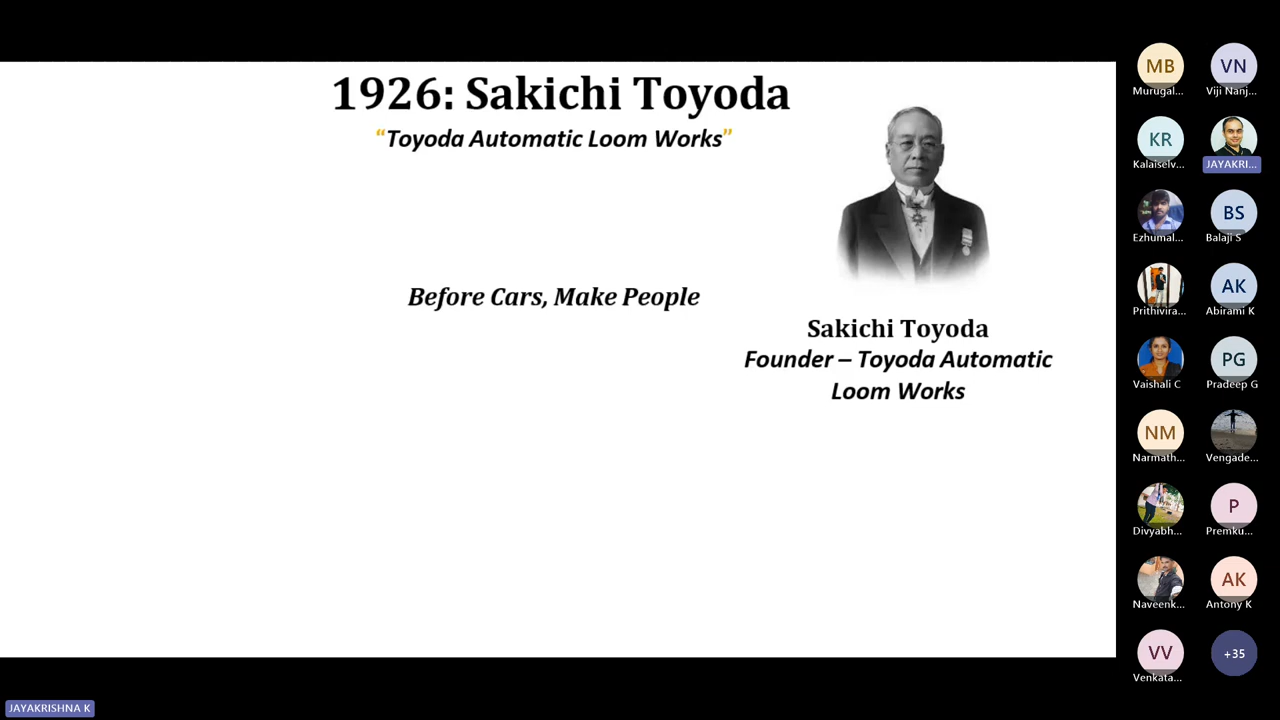 1926: Sakichi Toyoda
“Toyoda Automatic Loom Works”
Before Cars, Make People
Sakichi Toyoda
Founder – Toyoda Automatic
Loom Works
MB
Murugal...
VN
Viji Nanj...
KR
Kalaiselv...
JAYAKRI...
Ezhumal...
BS
Balaji S
Prithivira...
AK
Abirami K
Vaishali C
PG
Pradeep G
NM
Narmath...
Vengade...
Divyabh...
P
Premku...
Naveenk...
AK
Antony K
VV
Venkata...
+35
JAYAKRISHNA K